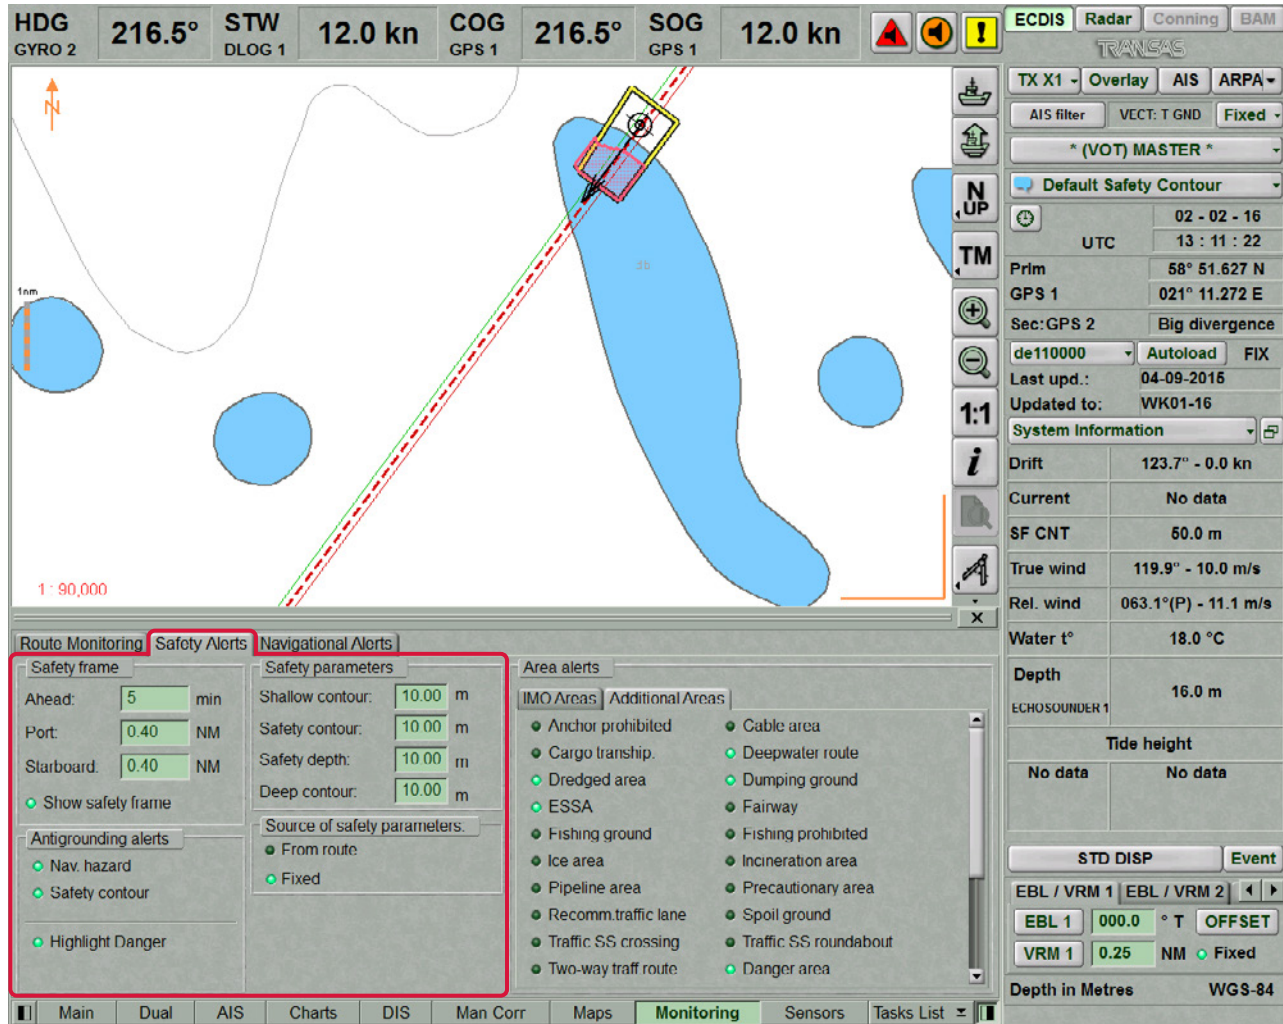 HDG GYRO 2 216.5° STW DLOG 1 12.0 kn COG GPS 1 216.5° SOG GPS 1 12.0 kn
ECDIS Radar Conning BAM
TRANSAS
TX X1 Overlay AIS ARPA
AIS filter VECT: T GND Fixed
* (VOT) MASTER *
Default Safety Contour
02 - 02 - 16
UTC 13 : 11 : 22
Prim 58° 51.627 N
GPS 1 021° 11.272 E
Sec:GPS 2 Big divergence
de110000 Autoload FIX
Last upd.: 04-09-2015
Updated to: WK01-16
System Information
Drift 123.7° - 0.0 kn
Current No data
SF CNT 50.0 m
True wind 119.9° - 10.0 m/s
Rel. wind 063.1°(P) - 11.1 m/s
Water t° 18.0 °C
Depth
ECHOSOUNDER 1 16.0 m
Tide height
No data No data
STD DISP Event
EBL / VRM 1 EBL / VRM 2
EBL 1 000.0 ° T OFFSET
VRM 1 0.25 NM Fixed
Depth in Metres WGS-84
N
1nm
1 : 90,000
N UP
TM
1:1
i
X
Route Monitoring Safety Alerts Navigational Alerts
Safety frame
Ahead: 5 min
Port: 0.40 NM
Starboard: 0.40 NM
Show safety frame
Antigrounding alerts
Nav. hazard
Safety contour
Highlight Danger
Safety parameters
Shallow contour: 10.00 m
Safety contour: 10.00 m
Safety depth: 10.00 m
Deep contour: 10.00 m
Source of safety parameters:
From route
Fixed
Area alerts
IMO Areas Additional Areas
Anchor prohibited Cable area
Cargo tranship. Deepwater route
Dredged area Dumping ground
ESSA Fairway
Fishing ground Fishing prohibited
Ice area Incineration area
Pipeline area Precautionary area
Recomm.traffic lane Spoil ground
Traffic SS crossing Traffic SS roundabout
Two-way traff route Danger area
Main Dual AIS Charts DIS Man Corr Maps Monitoring Sensors Tasks List